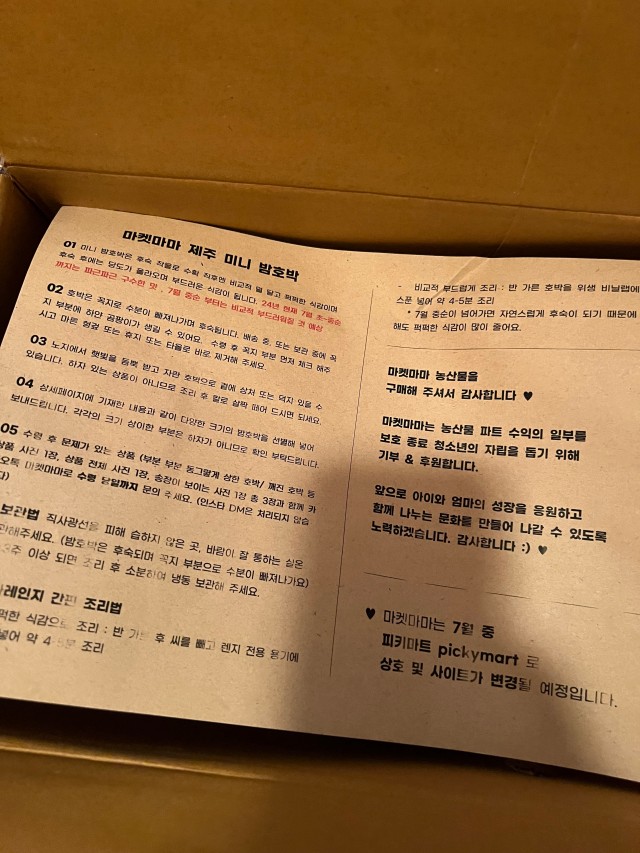 마켓마마 제주 미니 밤호박
01 미니 밤호박은 후숙 작물로 수확 직후엔 비교적 덜 달고 퍽퍽한 식감이며
후숙 후에는 당도가 올라오며 부드러운 식감이 됩니다. 24년 현재 7월 초~중순
까지는 파근파근 구수한 맛, 7월 중순 부터는 비교적 부드러워질 것 예상
02 호박은 꼭지로 수분이 빠져나가며 후숙됩니다. 배송 중, 또는 보관 중에 꼭
지 부분에 하얀 곰팡이가 생길 수 있어요. 수령 후 꼭지 부분 먼저 체크 해주
시고 마른 헝겊 또는 휴지 또는 타올로 바로 제거해 주세요.
03 노지에서 햇빛을 듬뿍 받고 자란 호박으로 겉에 상처 또는 덕지 있을 수
있습니다. 하자 있는 상품이 아니므로 조리 후 칼로 살짝 떼어 드시면 되세요.
04 상세페이지에 기재한 내용과 같이 다양한 크기의 밤호박을 선별해 넣어
보내드립니다. 각각의 크기 상이한 부분은 하자가 아니므로 확인 부탁드립니다.
05 수령 후 문제가 있는 상품 (부분 부분 동그랗게 상한 호박/ 깨진 호박 등
상품 사진 1장, 상품 전체 사진 1장, 송장이 보이는 사진 1장 총 3장과 함께 카
오톡 마켓마마로 수령 당일까지 문의 주세요. (인스타 DM은 처리되지 않습
다)
보관법 직사광선을 피해 습하지 않은 곳, 바람이 잘 통하는 실온
관해주세요. (밤호박은 후숙되며 꼭지 부분으로 수분이 빠져나가요)
3주 이상 되면 조리 후 소분하여 냉동 보관해 주세요.
레인지 간편 조리법
퍽한 식감으로 조리 : 반 가른 후 씨를 빼고 렌지 전용 용기에
넣어 약 4-5분 조리
- 비교적 부드럽게 조리 : 반 가른 호박을 위생 비닐랩에
스푼 넣어 약 4-5분 조리
* 7월 중순이 넘어가면 자연스럽게 후숙이 되기 때문에
해도 퍽퍽한 식감이 많이 줄어요.
마켓마마 농산물을
구매해 주셔서 감사합니다 ♥
마켓마마는 농산물 파트 수익의 일부를
보호 종료 청소년의 자립을 돕기 위해
기부 & 후원합니다.
앞으로 아이와 엄마의 성장을 응원하고
함께 나누는 문화를 만들어 나갈 수 있도록
노력하겠습니다. 감사합니다 :) ♥
♥ 마켓마마는 7월 중
피키마트 pickymart 로
상호 및 사이트가 변경될 예정입니다.